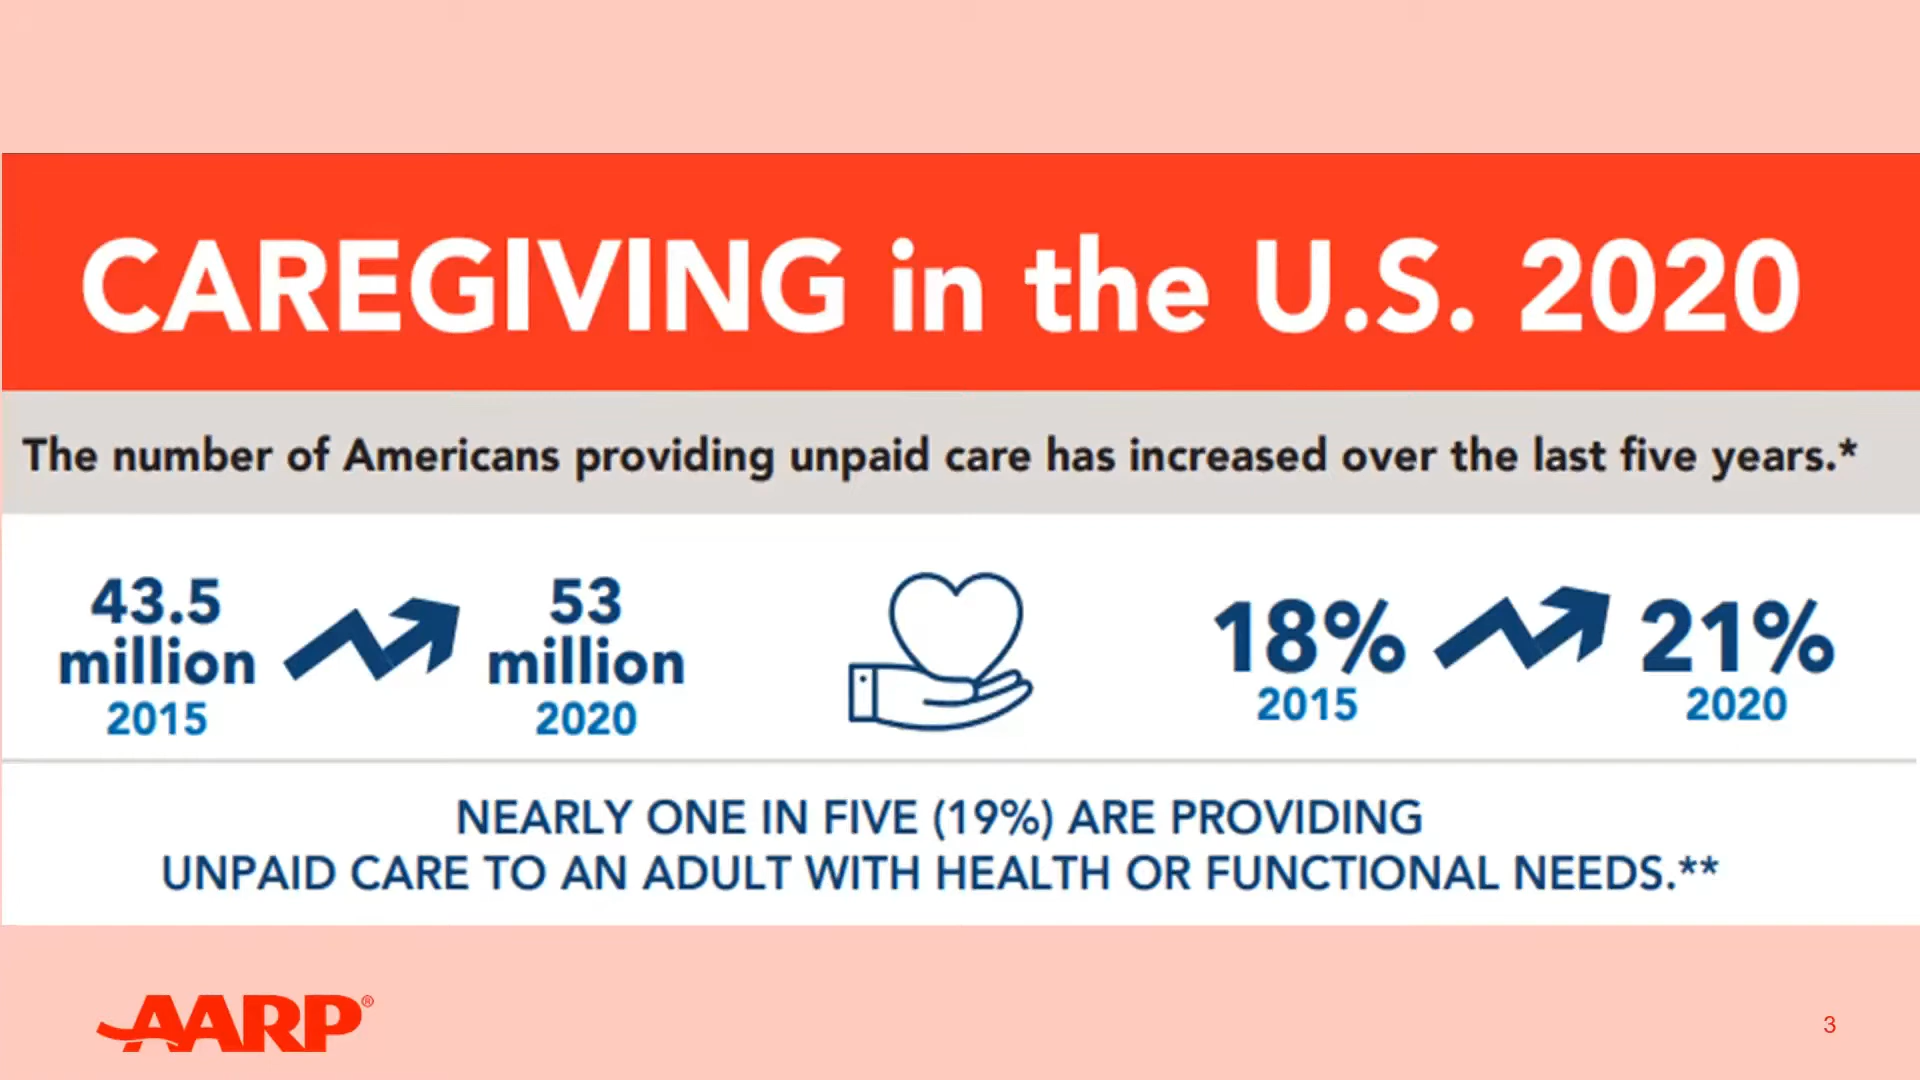 CAREGIVING in the U.S. 2020
The number of Americans providing unpaid care has increased over the last five years.*
43.5
million
2015
53
million
2020
18%
2015
21%
2020
NEARLY ONE IN FIVE (19%) ARE PROVIDING
UNPAID CARE TO AN ADULT WITH HEALTH OR FUNCTIONAL NEEDS.**
AARP®
3